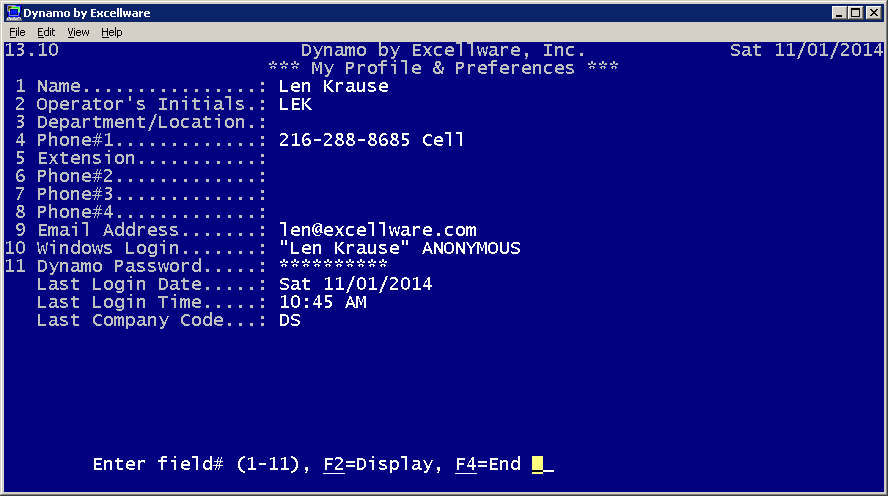 Dynamo by Excellware
File Edit View Help
13.10 Dynamo by Excellware, Inc. Sat 11/01/2014
*** My Profile & Preferences ***
1 Name................: Len Krause
2 Operator's Initials.: LEK
3 Department/Location.:
4 Phone#1.............: 216-288-8685 Cell
5 Extension...........:
6 Phone#2.............:
7 Phone#3.............:
8 Phone#4.............:
9 Email Address.......: len@excellware.com
10 Windows Login.......: "Len Krause" ANONYMOUS
11 Dynamo Password.....: **********
Last Login Date.....: Sat 11/01/2014
Last Login Time.....: 10:45 AM
Last Company Code...: DS
Enter field# (1-11), F2=Display, F4=End _